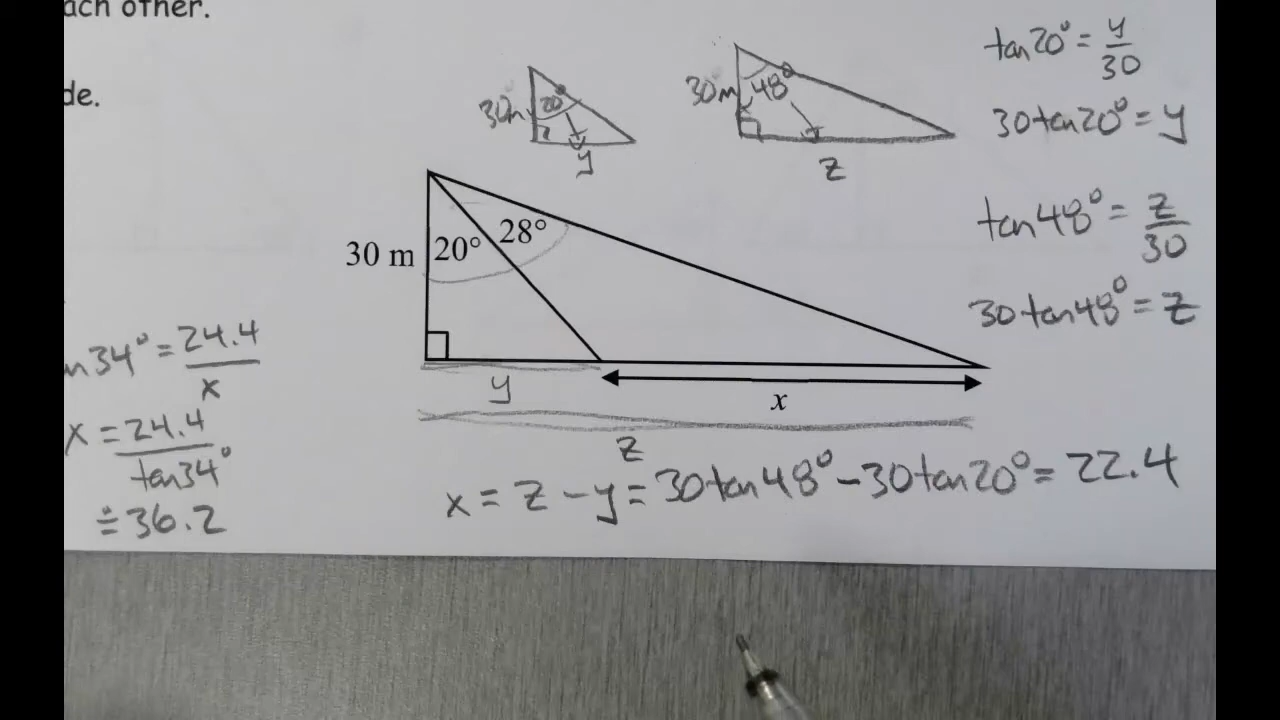 ach other.
de.
30m 20° y
30m 48° z
tan20° = y/30
30tan20° = y
tan48° = z/30
30tan48° = z
30 m 20° 28°
y x
z
x = z - y = 30tan48° - 30tan20° = 22.4
n34° = 24.4/x
x = 24.4/tan34°
≐ 36.2